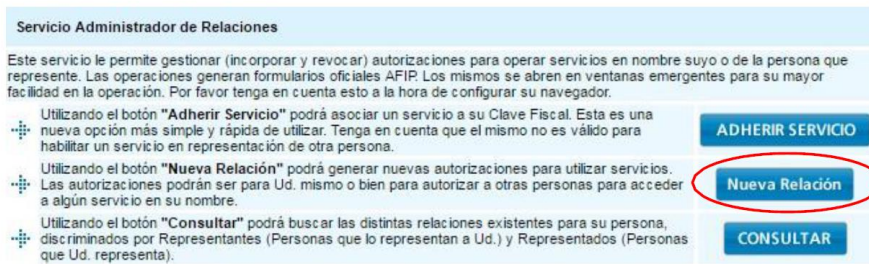 Servicio Administrador de Relaciones
Este servicio le permite gestionar (incorporar y revocar) autorizaciones para operar servicios en nombre suyo o de la persona que
represente. Las operaciones generan formularios oficiales AFIP. Los mismos se abren en ventanas emergentes para su mayor
facilidad en la operación. Por favor tenga en cuenta esto a la hora de configurar su navegador.
Utilizando el botón "Adherir Servicio" podrá asociar un servicio a su Clave Fiscal. Esta es una
nueva opción más simple y rápida de utilizar. Tenga en cuenta que el mismo no es válido para
habilitar un servicio en representación de otra persona.
ADHERIR SERVICIO
Utilizando el botón "Nueva Relación" podrá generar nuevas autorizaciones para utilizar servicios.
Las autorizaciones podrán ser para Ud. mismo o bien para autorizar a otras personas para acceder
a algún servicio en su nombre.
Nueva Relación
Utilizando el botón "Consultar" podrá buscar las distintas relaciones existentes para su persona,
discriminados por Representantes (Personas que lo representan a Ud.) y Representados (Personas
que Ud. representa).
CONSULTAR